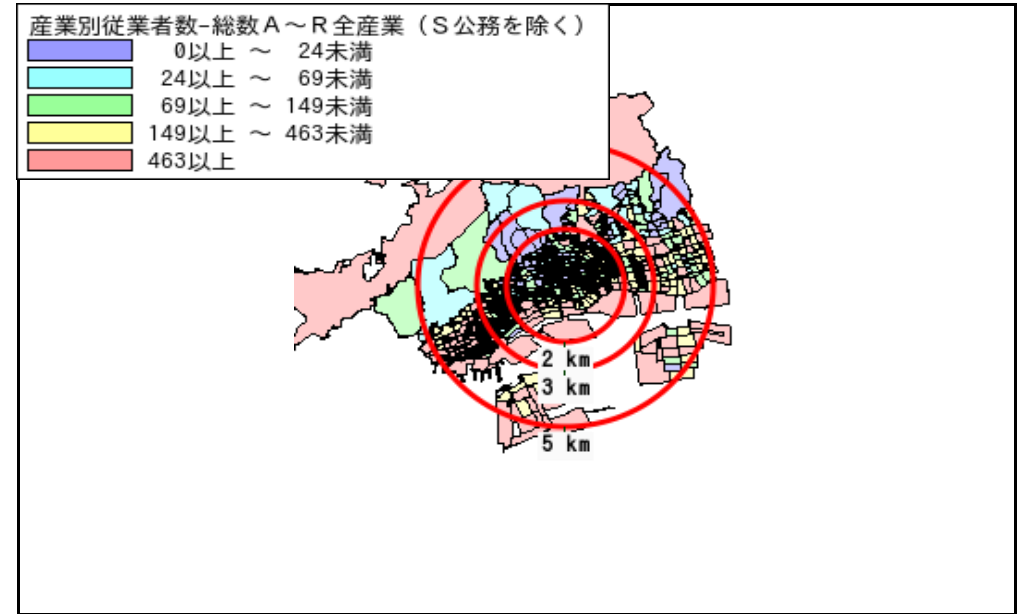 産業別従業者数-総数A～R全産業（S公務を除く）
0以上 ～ 24未満
24以上 ～ 69未満
69以上 ～ 149未満
149以上 ～ 463未満
463以上
2 km
3 km
5 km